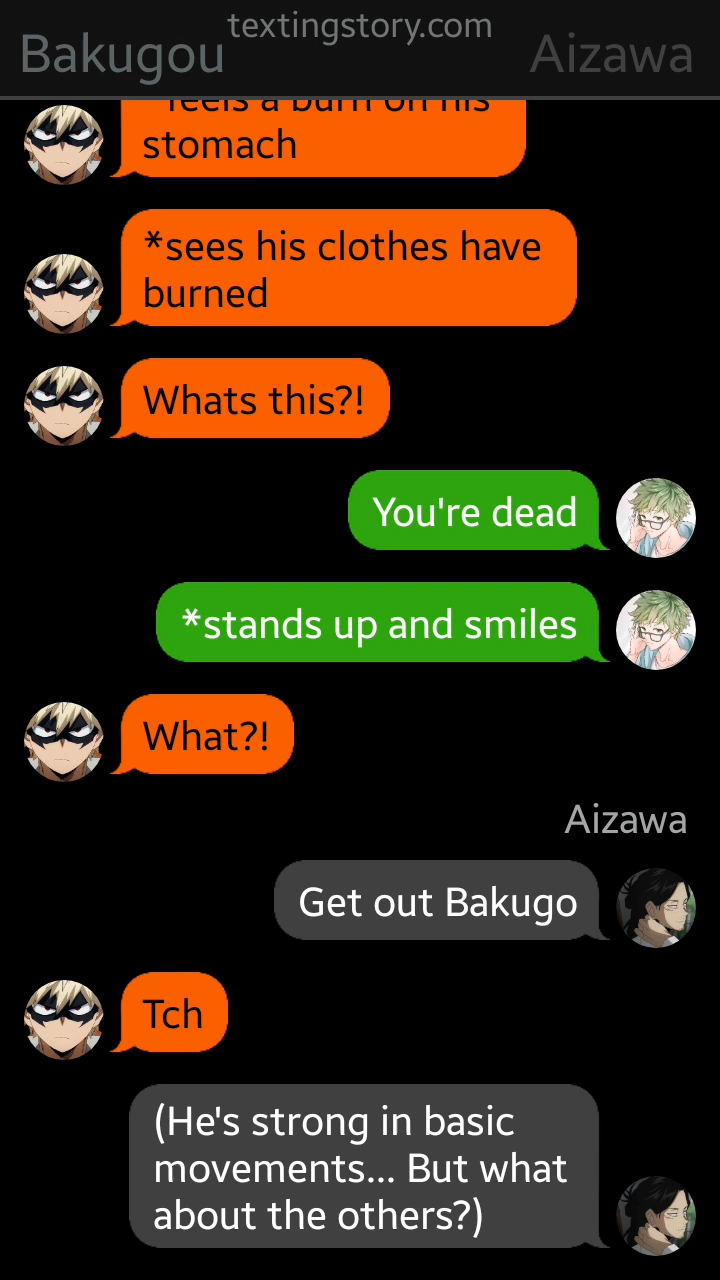 textingstory.com
Bakugou
Aizawa
feels a burn on his
stomach
*sees his clothes have
burned
Whats this?!
You're dead
*stands up and smiles
What?!
Aizawa
Get out Bakugo
Tch
(He's strong in basic
movements... But what
about the others?)